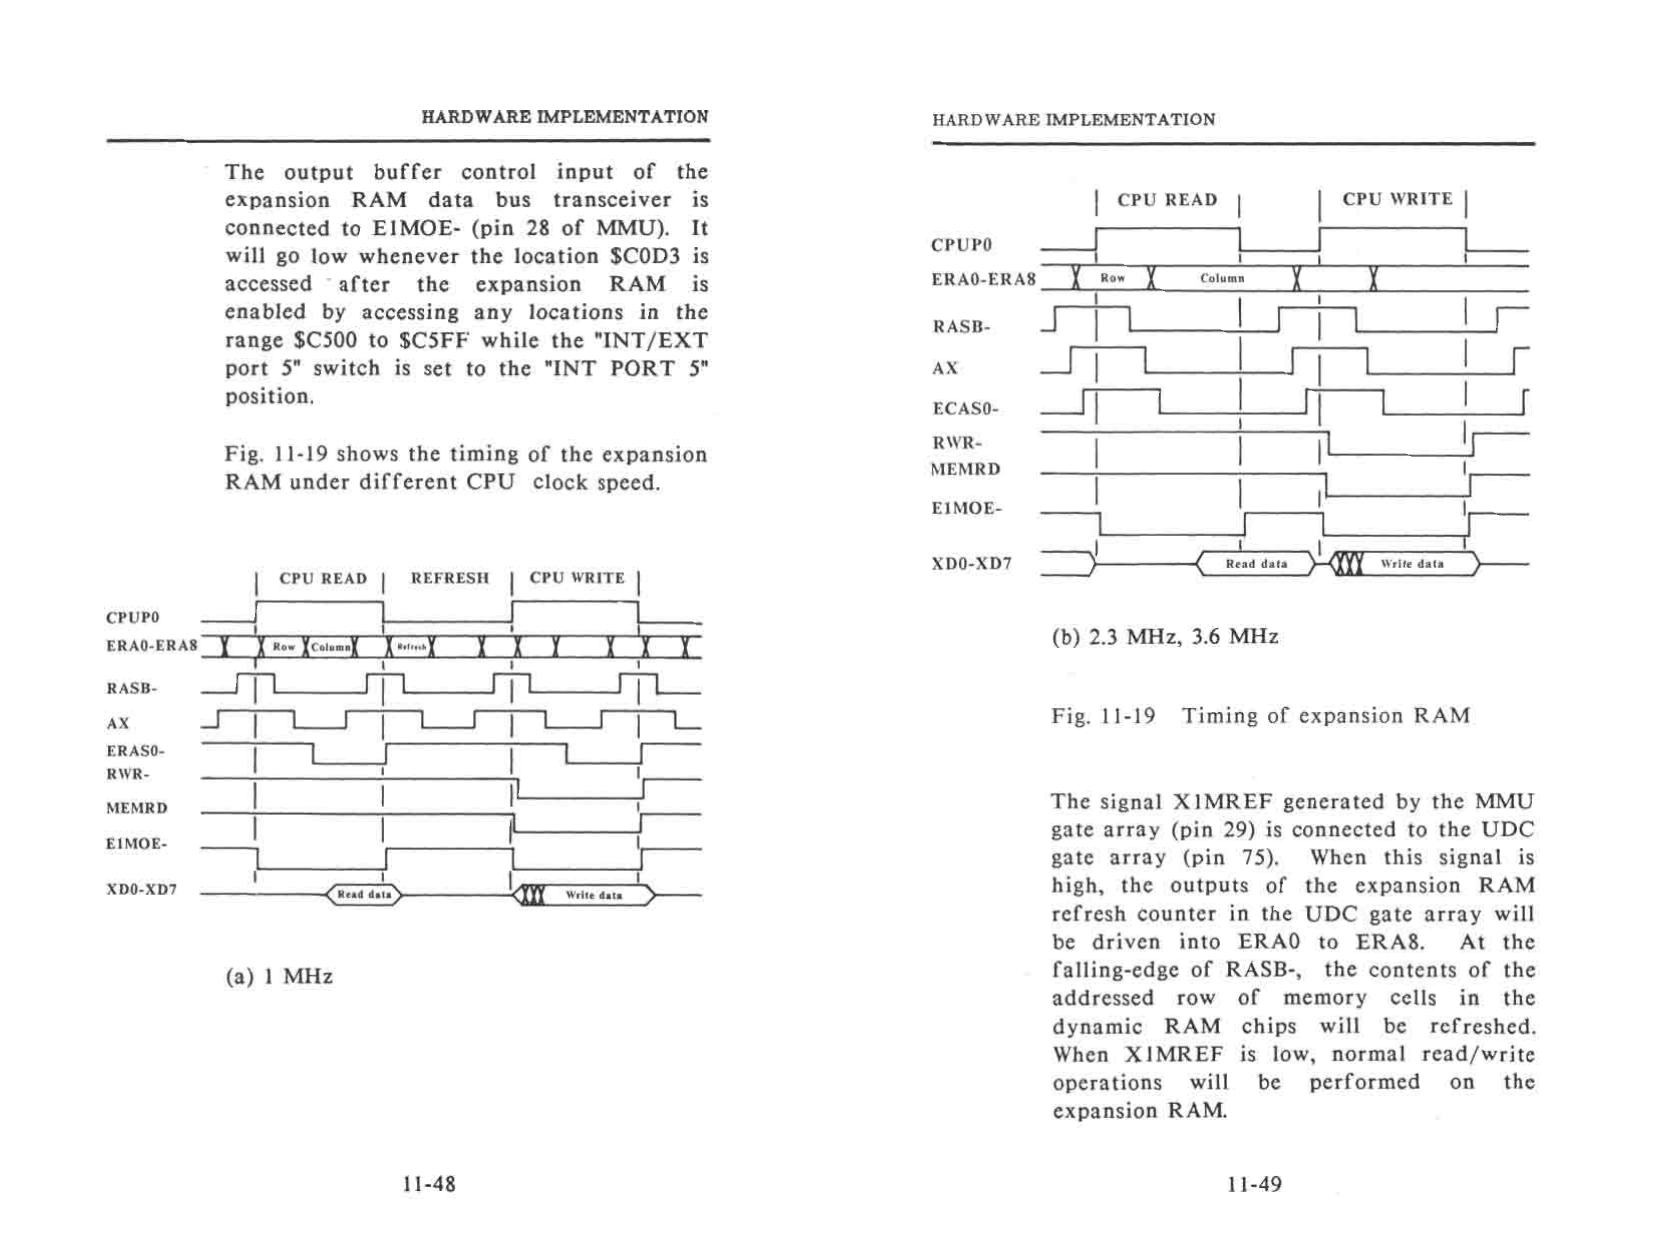 HARDWARE IMPLEMENTATION
The output buffer control input of the
expansion RAM data bus transceiver is
connected to E1MOE- (pin 28 of MMU). It
will go low whenever the location $C0D3 is
accessed after the expansion RAM is
enabled by accessing any locations in the
range $C500 to $C5FF while the "INT/EXT
port 5" switch is set to the "INT PORT 5"
position.
Fig. 11-19 shows the timing of the expansion
RAM under different CPU clock speed.
CPU READ REFRESH CPU WRITE
CPUP0
ERA0-ERA8 Row Column Refresh
RASB-
AX
ERAS0-
RWR-
MEMRD
E1MOE-
XD0-XD7 Read data Write data
(a) 1 MHz
11-48
HARDWARE IMPLEMENTATION
CPU READ CPU WRITE
CPUP0
ERA0-ERA8 Row Column
RASB-
AX
ECAS0-
RWR-
MEMRD
E1MOE-
XD0-XD7 Read data Write data
(b) 2.3 MHz, 3.6 MHz
Fig. 11-19 Timing of expansion RAM
The signal X1MREF generated by the MMU
gate array (pin 29) is connected to the UDC
gate array (pin 75). When this signal is
high, the outputs of the expansion RAM
refresh counter in the UDC gate array will
be driven into ERA0 to ERA8. At the
falling-edge of RASB-, the contents of the
addressed row of memory cells in the
dynamic RAM chips will be refreshed.
When X1MREF is low, normal read/write
operations will be performed on the
expansion RAM.
11-49